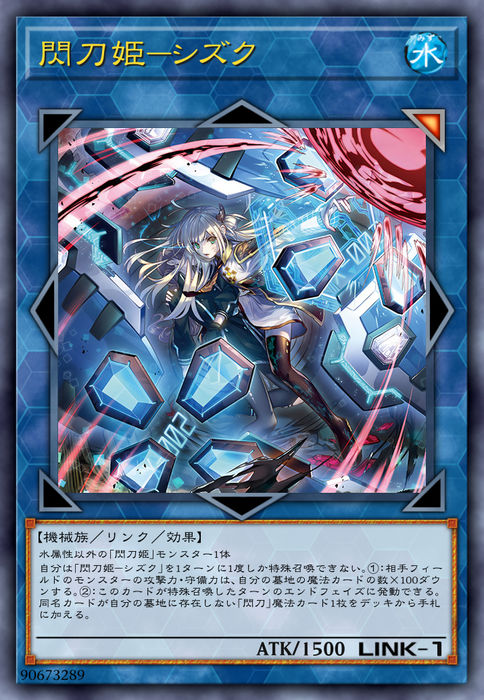 閃刀姫－シズク
みず
水
002
【機械族／リンク／効果】
水属性以外の「閃刀姫」モンスター1体
自分は「閃刀姫－シズク」を1ターンに1度しか特殊召喚できない。①：相手フィー
ルドのモンスターの攻撃力・守備力は、自分の墓地の魔法カードの数×100ダウ
ンする。②：このカードが特殊召喚したターンのエンドフェイズに発動できる。
同名カードが自分の墓地に存在しない「閃刀」魔法カード1枚をデッキから手札
に加える。
ATK/1500 LINK-1
90673289